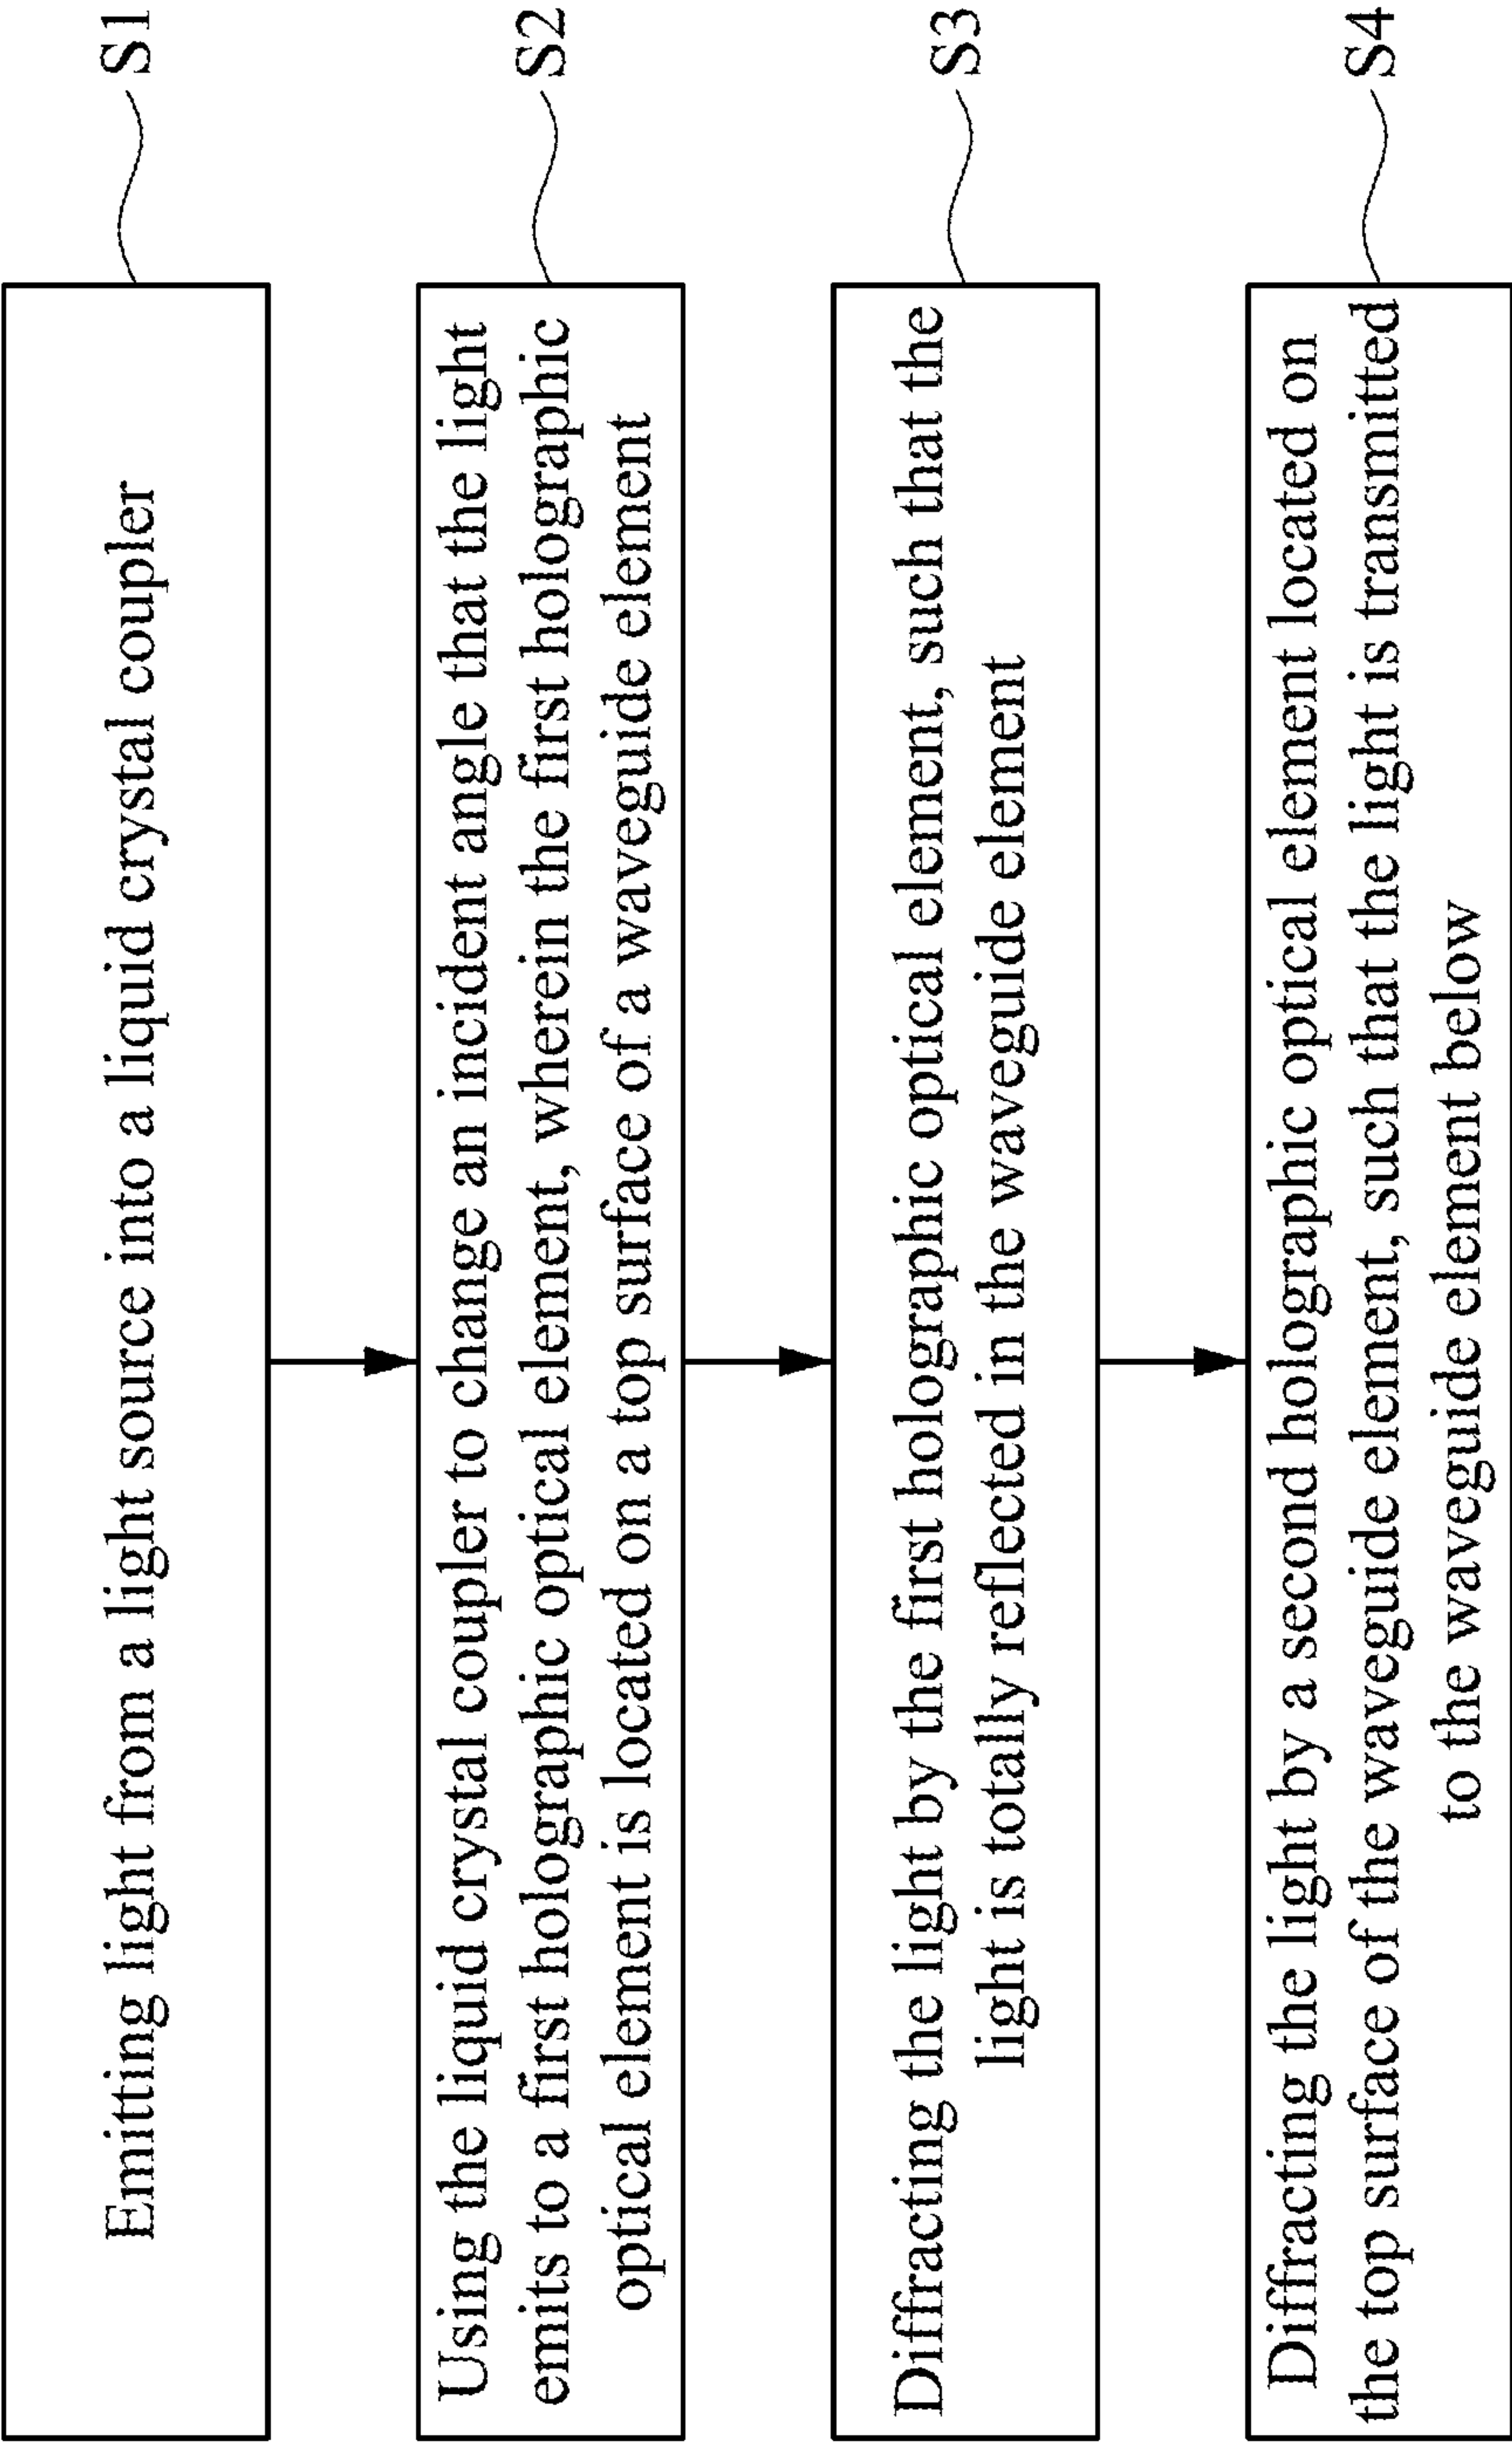 Emitting light from a light source into a liquid crystal coupler
S1
Using the liquid crystal coupler to change an incident angle that the light
emits to a first holographic optical element, wherein the first holographic
optical element is located on a top surface of a waveguide element
S2
Diffracting the light by the first holographic optical element, such that the
light is totally reflected in the waveguide element
S3
Diffracting the light by a second holographic optical element located on
the top surface of the waveguide element, such that the light is transmitted
to the waveguide element below
S4